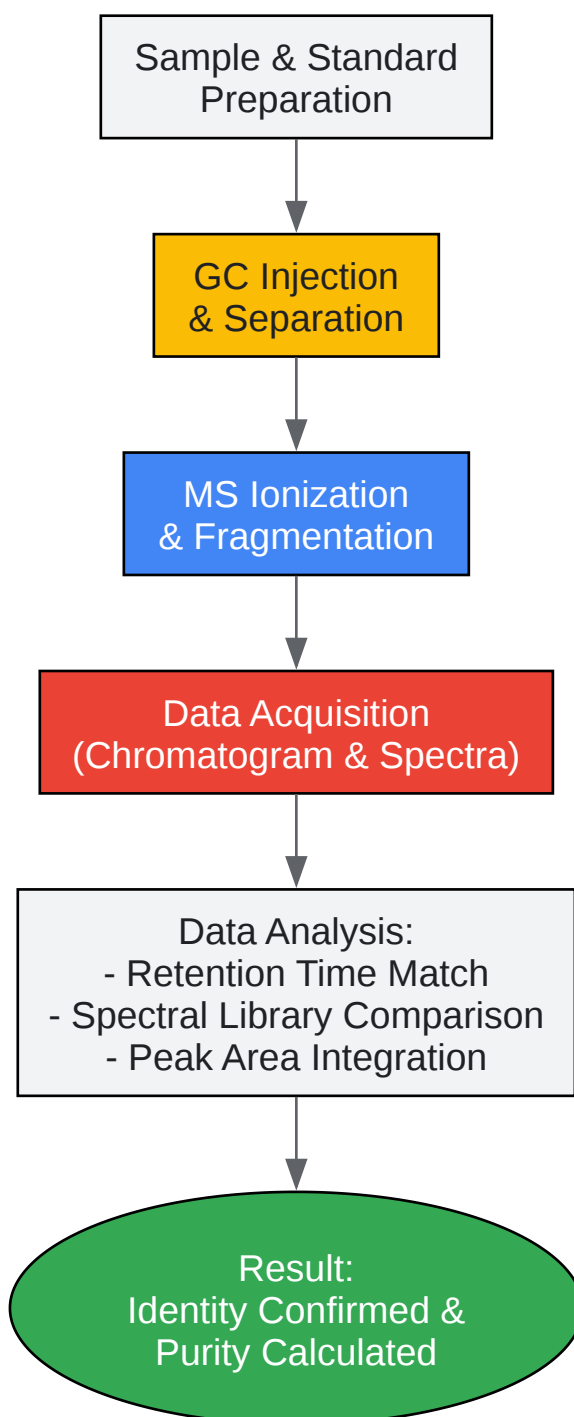 Sample & Standard
Preparation
GC Injection
& Separation
MS Ionization
& Fragmentation
Data Acquisition
(Chromatogram & Spectra)
Data Analysis:
- Retention Time Match
- Spectral Library Comparison
- Peak Area Integration
Result:
Identity Confirmed &
Purity Calculated